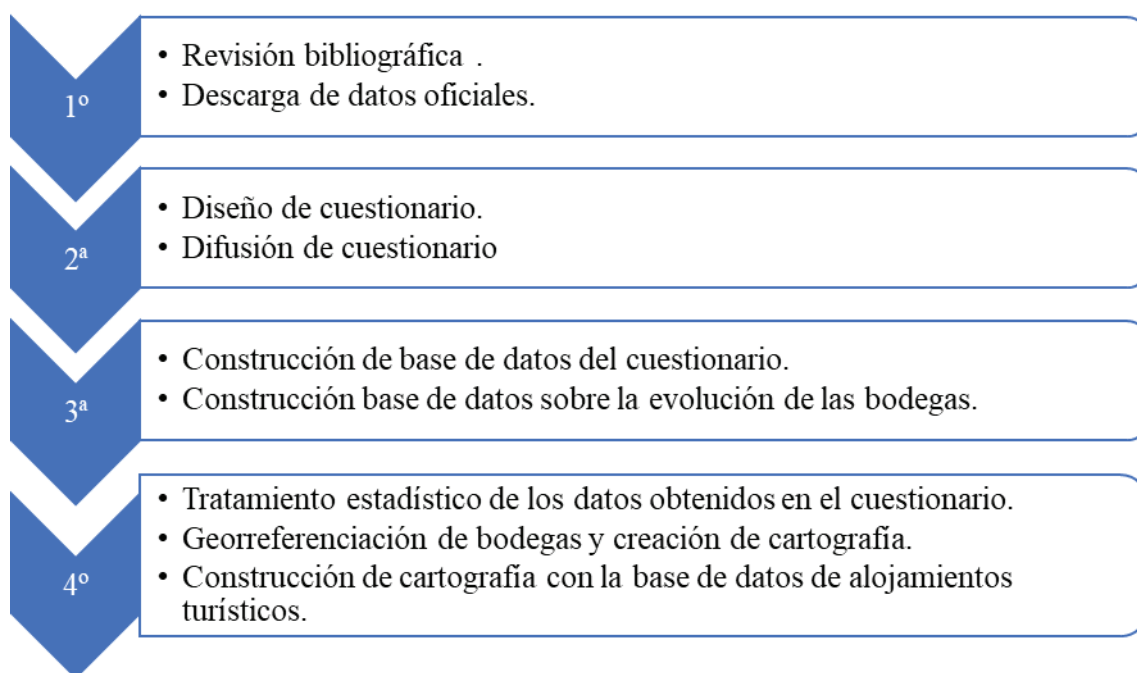 1º
• Revisión bibliográfica .
• Descarga de datos oficiales.
2ª
• Diseño de cuestionario.
• Difusión de cuestionario
3ª
• Construcción de base de datos del cuestionario.
• Construcción base de datos sobre la evolución de las bodegas.
4º
• Tratamiento estadístico de los datos obtenidos en el cuestionario.
• Georreferenciación de bodegas y creación de cartografía.
• Construcción de cartografía con la base de datos de alojamientos
turísticos.